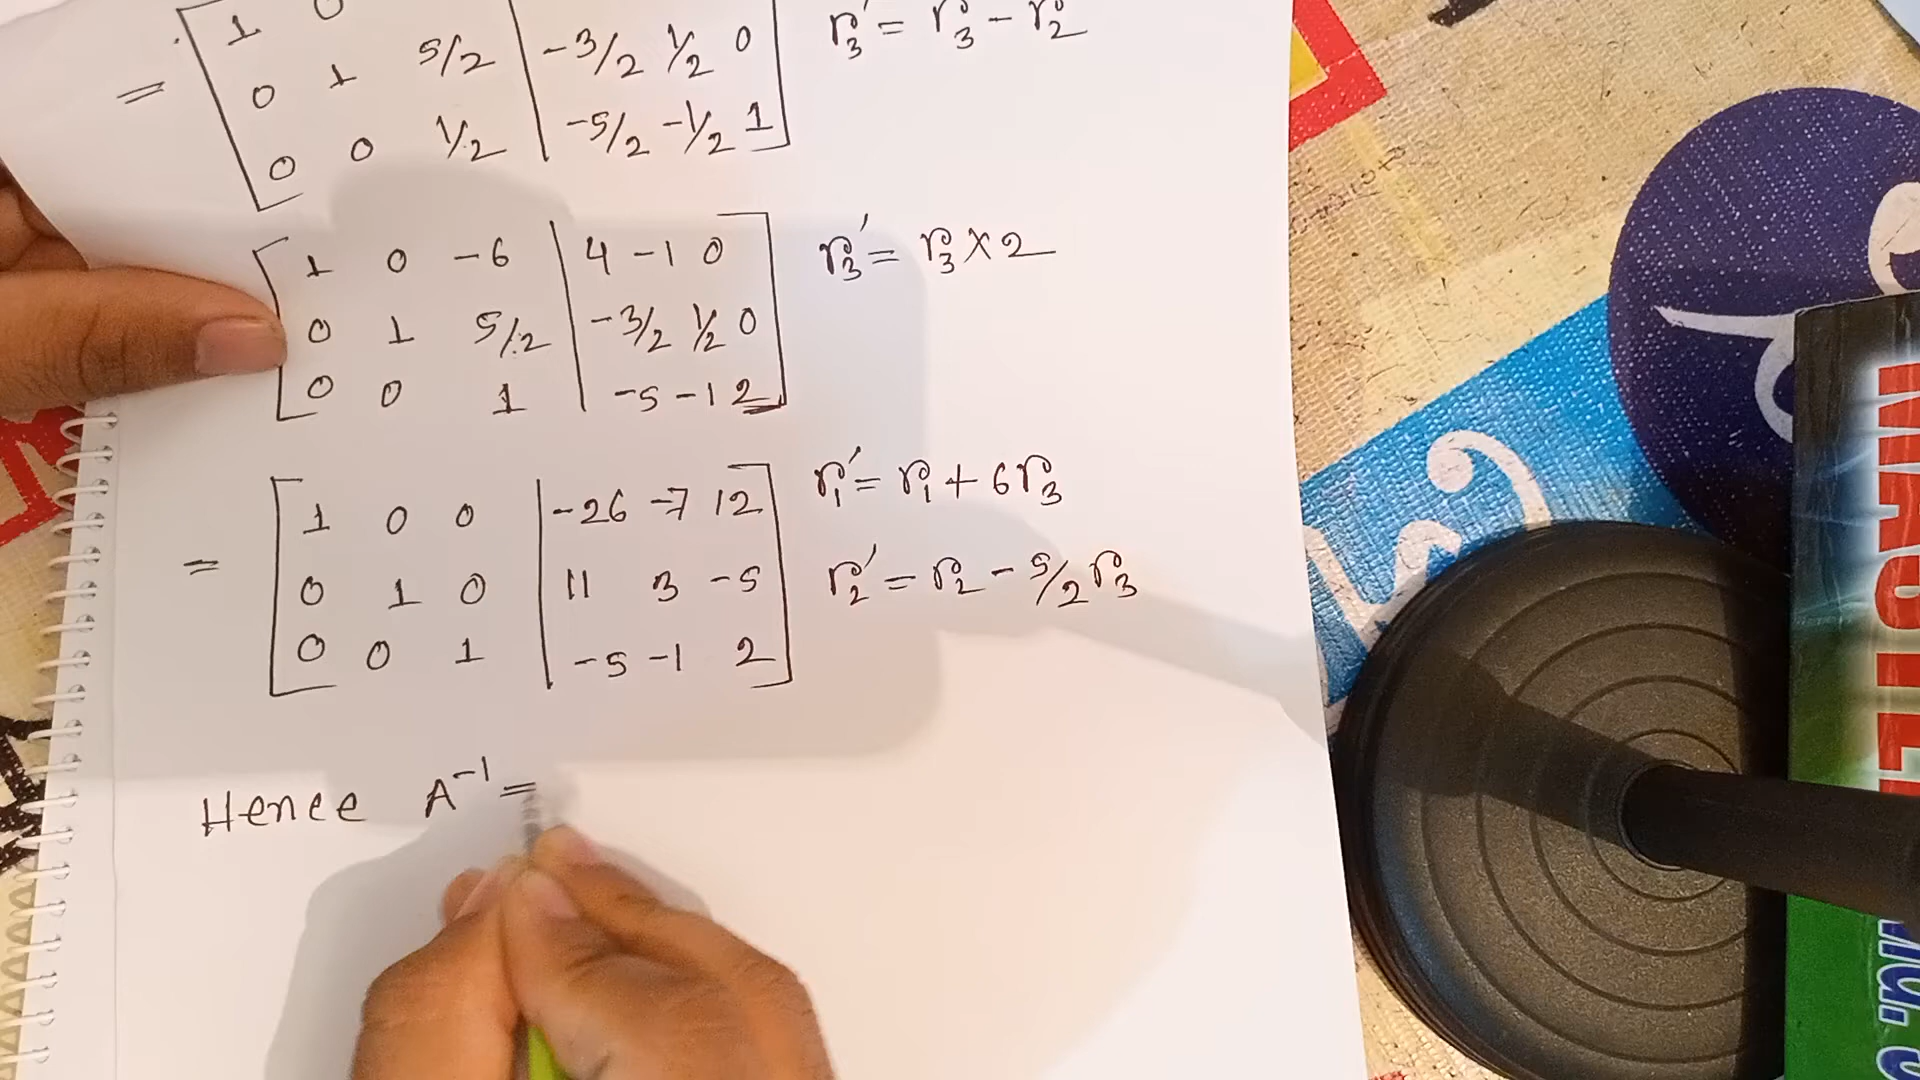 1 0
r3' = r3 - r2
= 0 1 5/2 | -3/2 1/2 0
0 0 1/2 | -5/2 -1/2 1
1 0 -6 | 4 -1 0 r3' = r3 X 2
0 1 5/2 | -3/2 1/2 0
0 0 1 | -5 -1 2
1 0 0 | -26 -7 12 r1' = r1 + 6r3
= 0 1 0 | 11 3 -5 r2' = r2 - 5/2 r3
0 0 1 | -5 -1 2
Hence A⁻¹ =